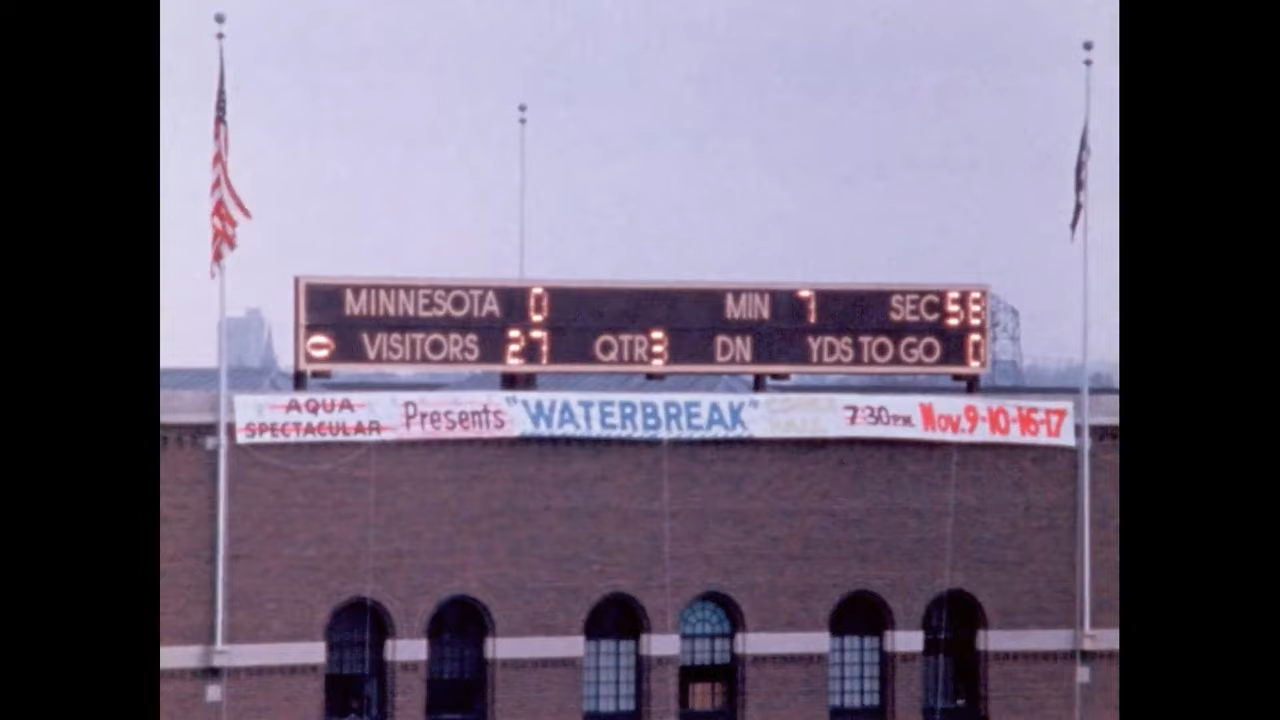 MINNESOTA 0 MIN 7 SEC 58
VISITORS 27 QTR 3 DN YDS TO GO 0
AQUA SPECTACULAR Presents "WATERBREAK" 7:30 PM. Nov. 9-10-16-17